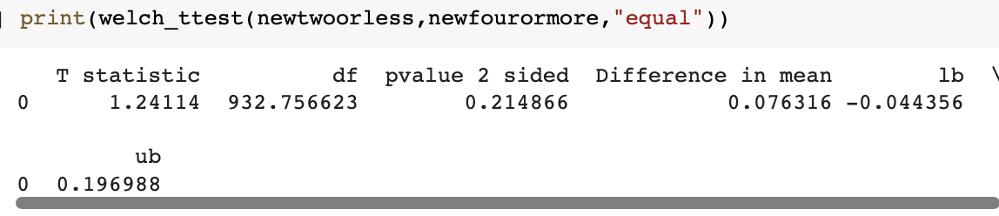 print(welch_ttest(newtwoorless,newfourormore,"equal"))
T statistic df pvalue 2 sided Difference in mean lb \
0 1.24114 932.756623 0.214866 0.076316 -0.044356
ub
0 0.196988